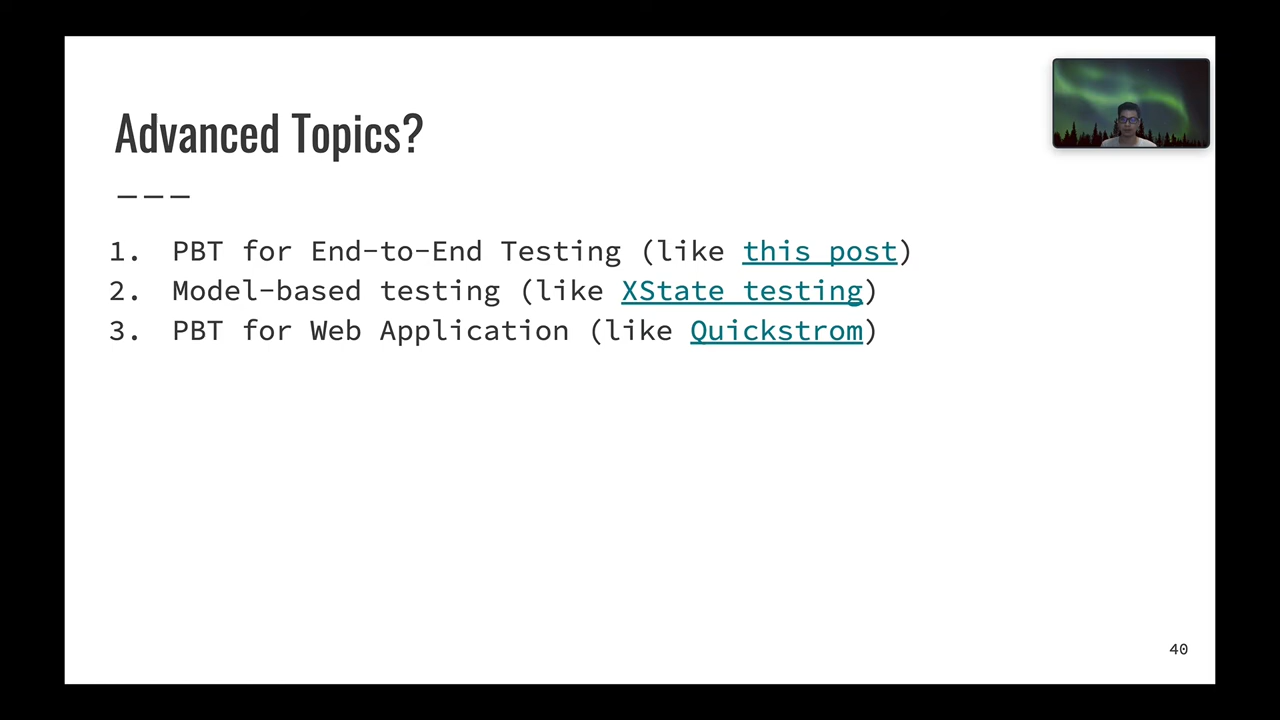 Advanced Topics?
———
1. PBT for End-to-End Testing (like this post)
2. Model-based testing (like XState testing)
3. PBT for Web Application (like Quickstrom)
40